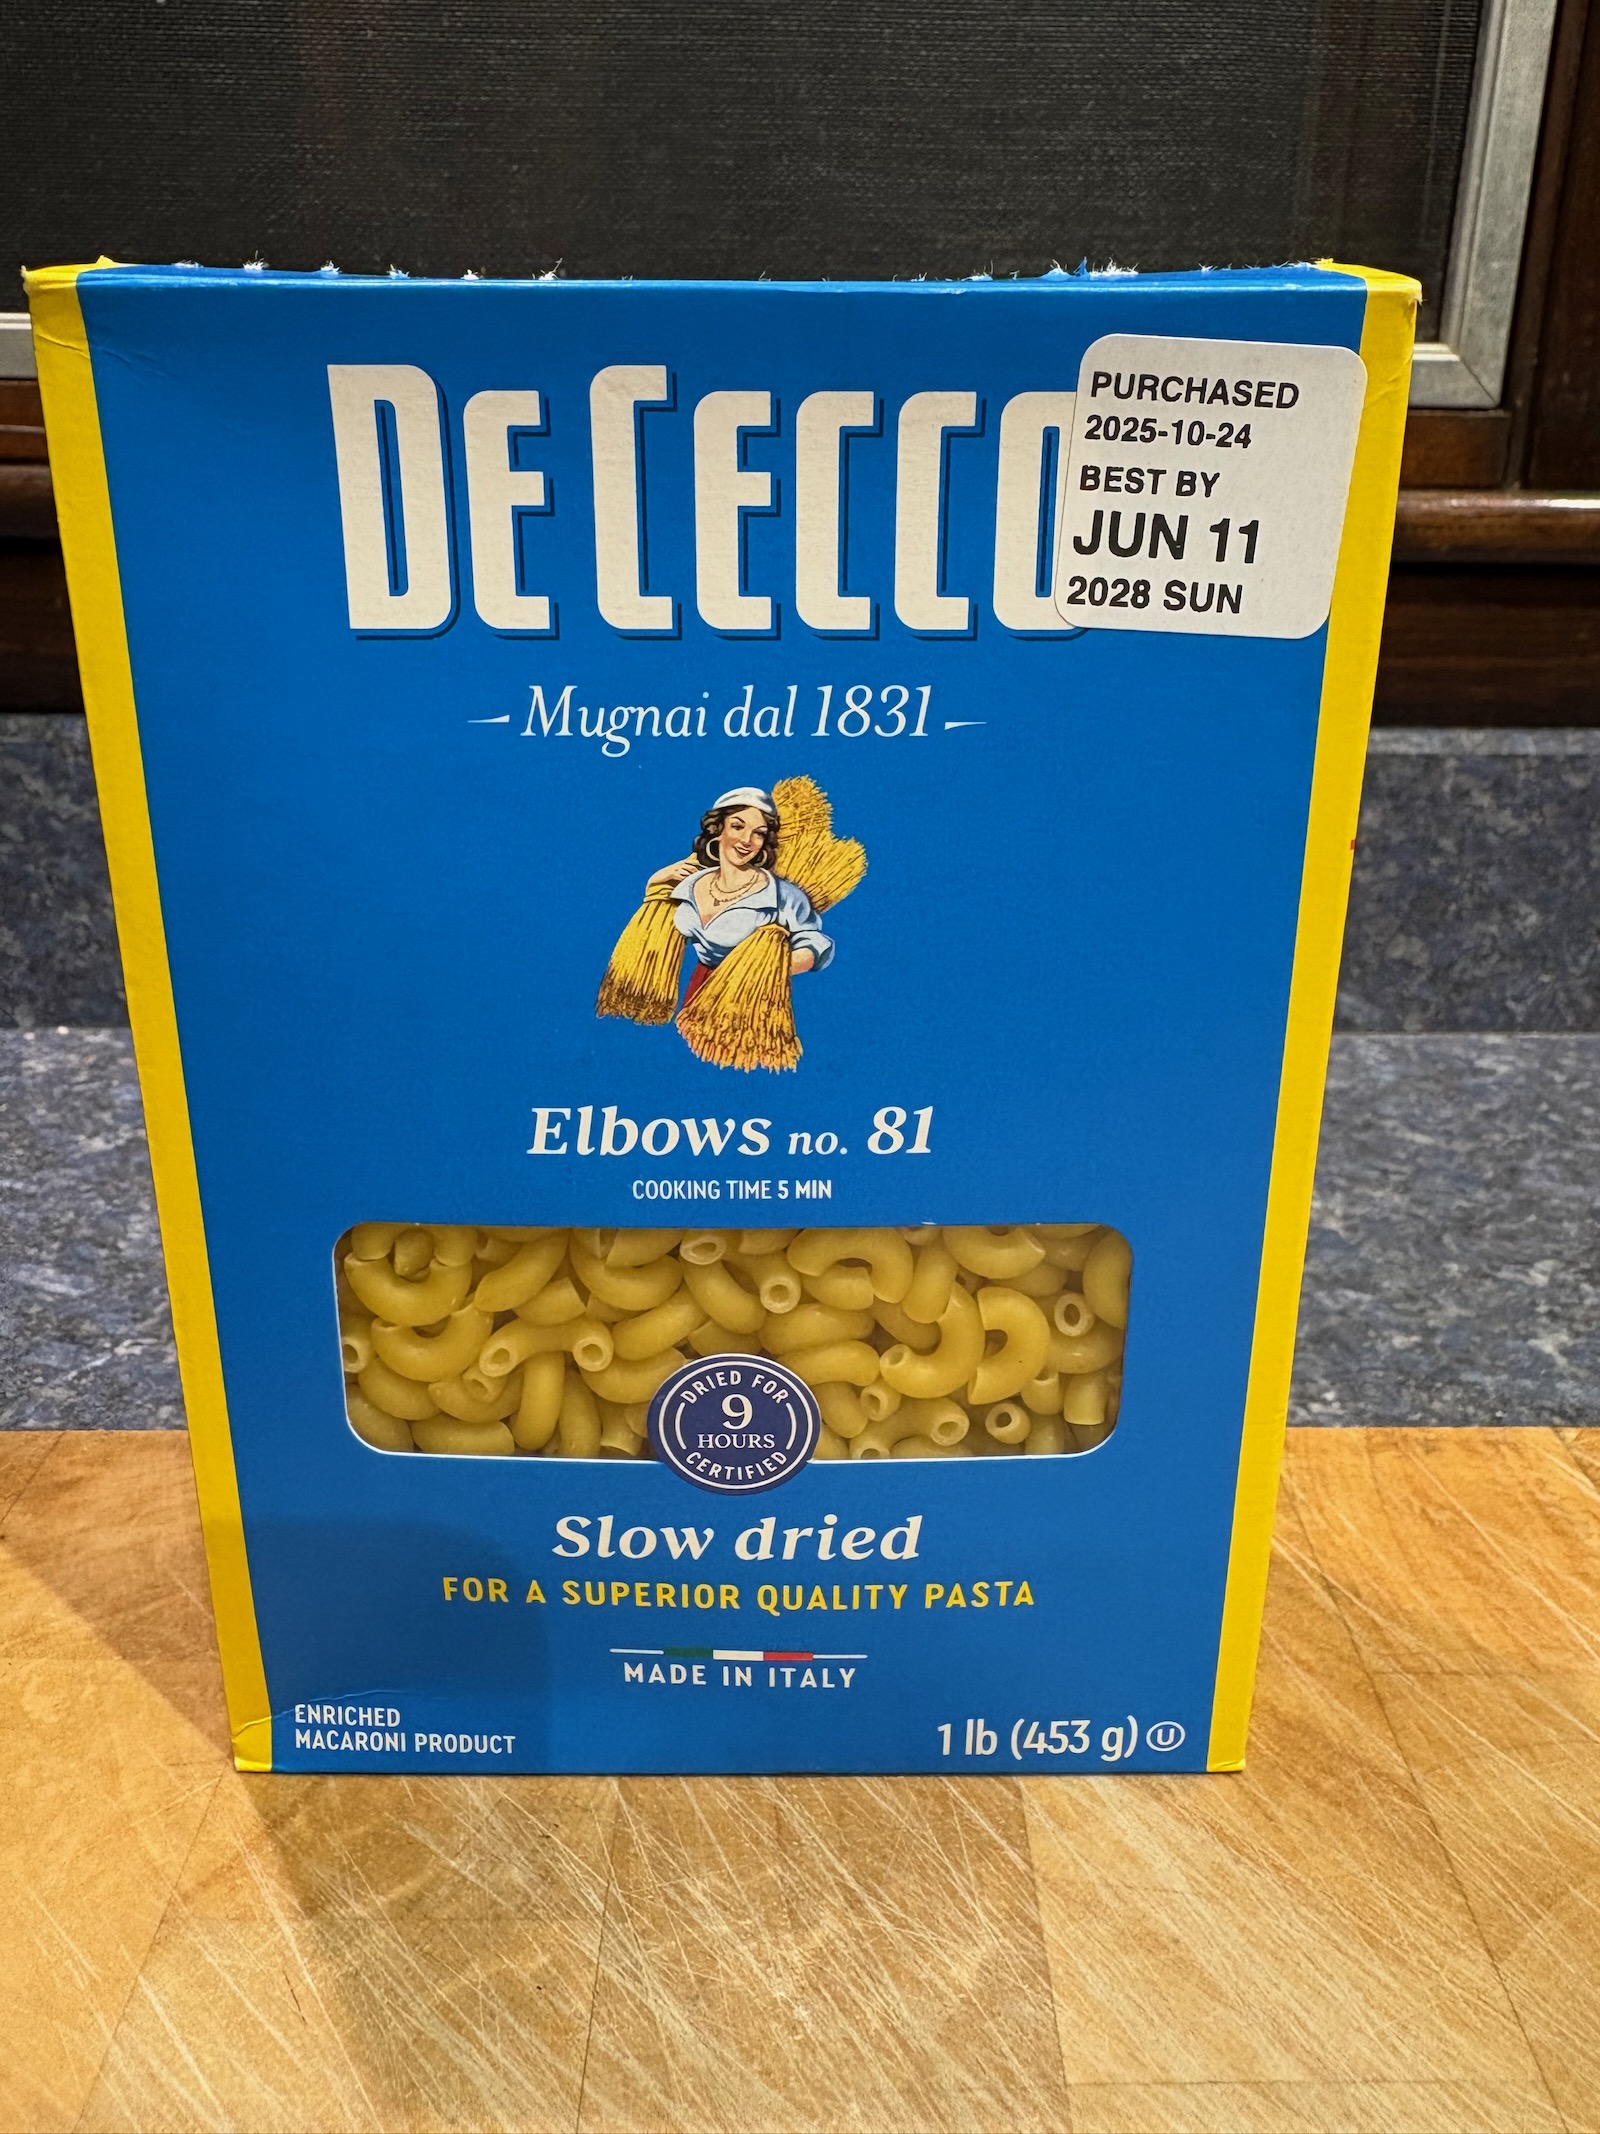 DE CECCO
PURCHASED
2025-10-24
BEST BY
JUN 11
2028 SUN
Mugnai dal 1831
Elbows no. 81
COOKING TIME 5 MIN
DRIED FOR
9
HOURS
CERTIFIED
Slow dried
FOR A SUPERIOR QUALITY PASTA
MADE IN ITALY
ENRICHED
MACARONI PRODUCT
1 lb (453 g) U